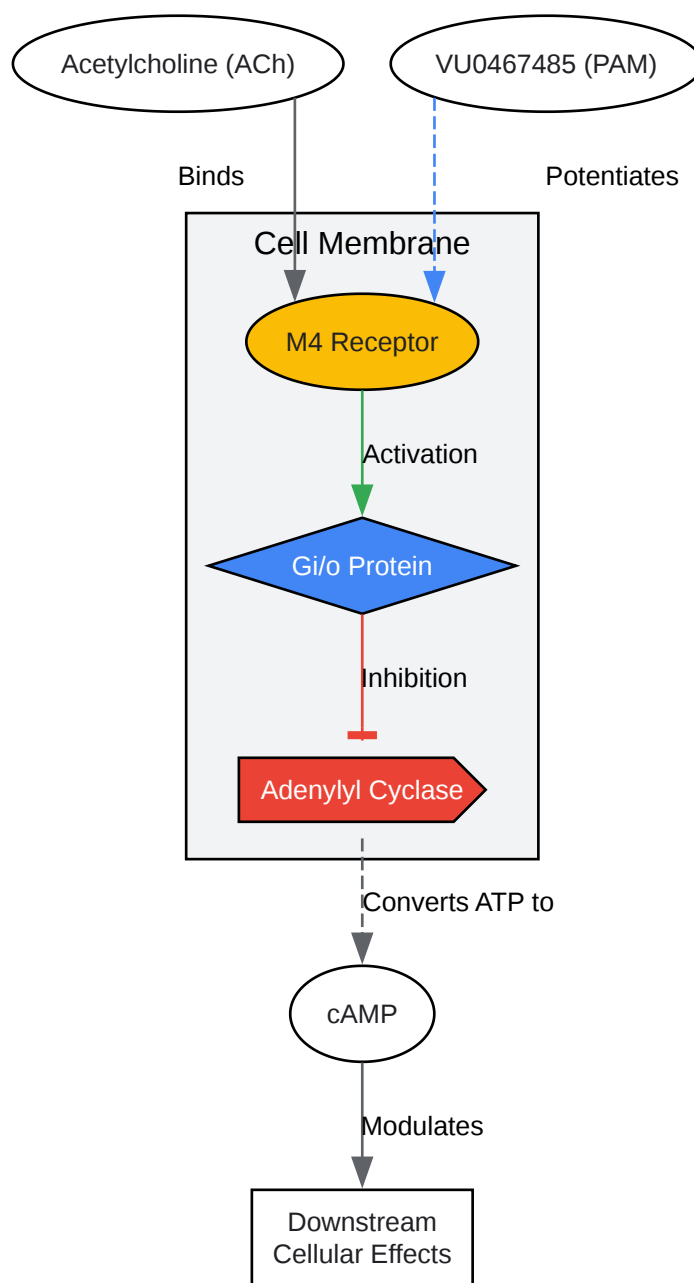 Acetylcholine (ACh)
VU0467485 (PAM)
Binds
Potentiates
Cell Membrane
M4 Receptor
Activation
Gi/o Protein
Inhibition
Adenylyl Cyclase
Converts ATP to
cAMP
Modulates
Downstream
Cellular Effects